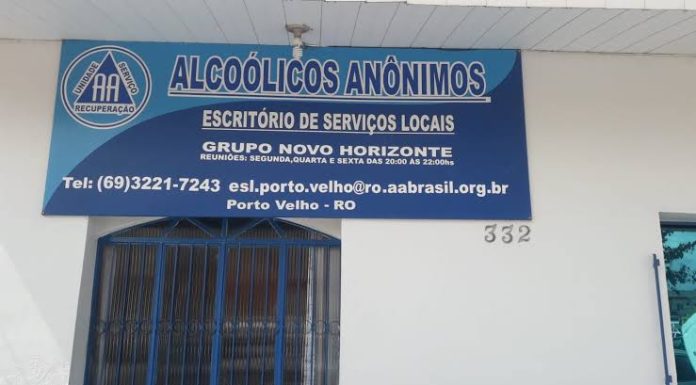 UNIDADE SERVIÇO
AA
RECUPERAÇÃO
ALCOÓLICOS ANÔNIMOS
ESCRITÓRIO DE SERVIÇOS LOCAIS
GRUPO NOVO HORIZONTE
REUNIÕES: SEGUNDA,QUARTA E SEXTA DAS 20:00 ÀS 22:00hs
Tel: (69)3221-7243 esl.porto.velho@ro.aabrasil.org.br
Porto Velho - RO
332